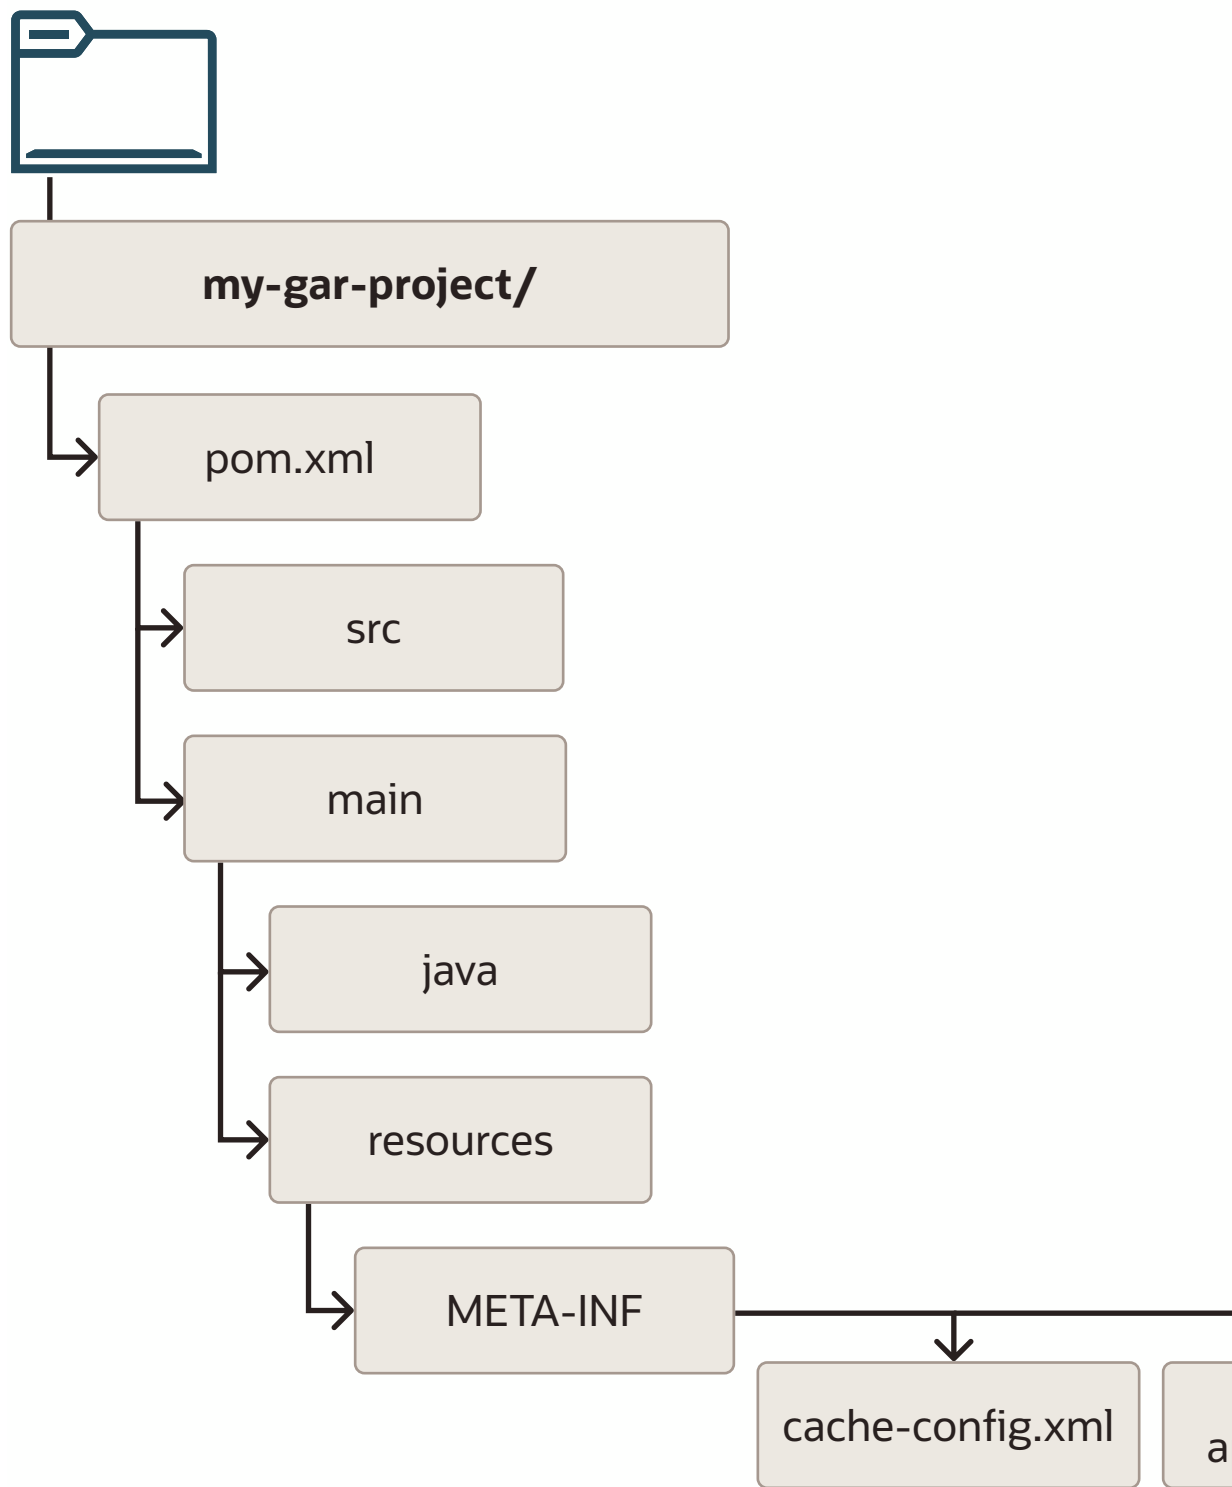 my-gar-project/
pom.xml
src
main
java
resources
META-INF
cache-config.xml